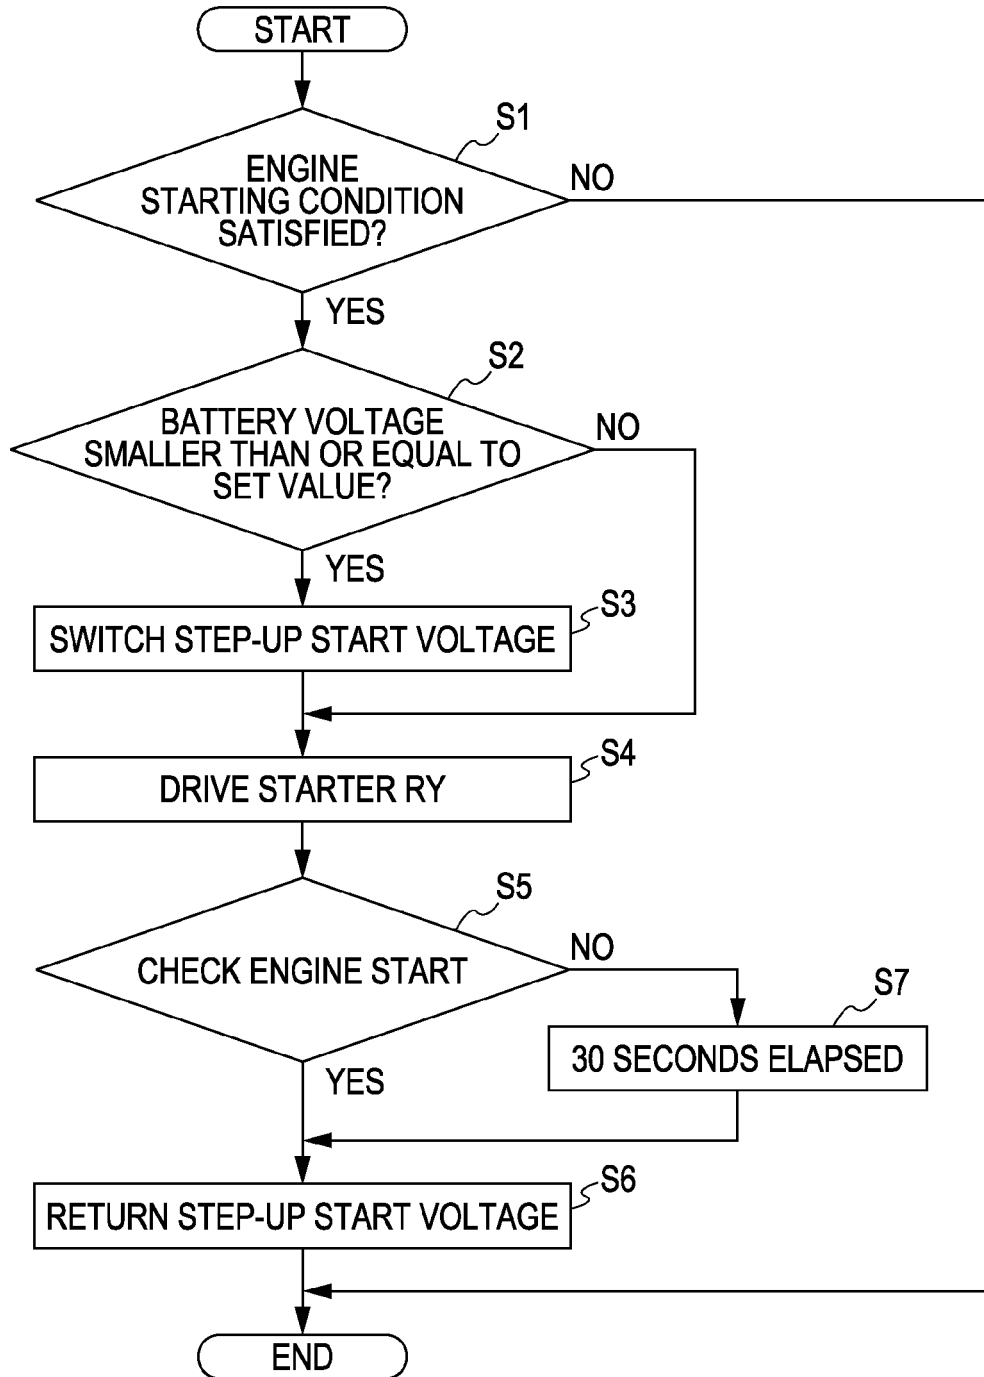 START
S1
ENGINE
STARTING CONDITION
SATISFIED?
NO
YES
S2
BATTERY VOLTAGE
SMALLER THAN OR EQUAL TO
SET VALUE?
NO
YES
S3
SWITCH STEP-UP START VOLTAGE
S4
DRIVE STARTER RY
S5
CHECK ENGINE START
NO
S7
30 SECONDS ELAPSED
YES
S6
RETURN STEP-UP START VOLTAGE
END